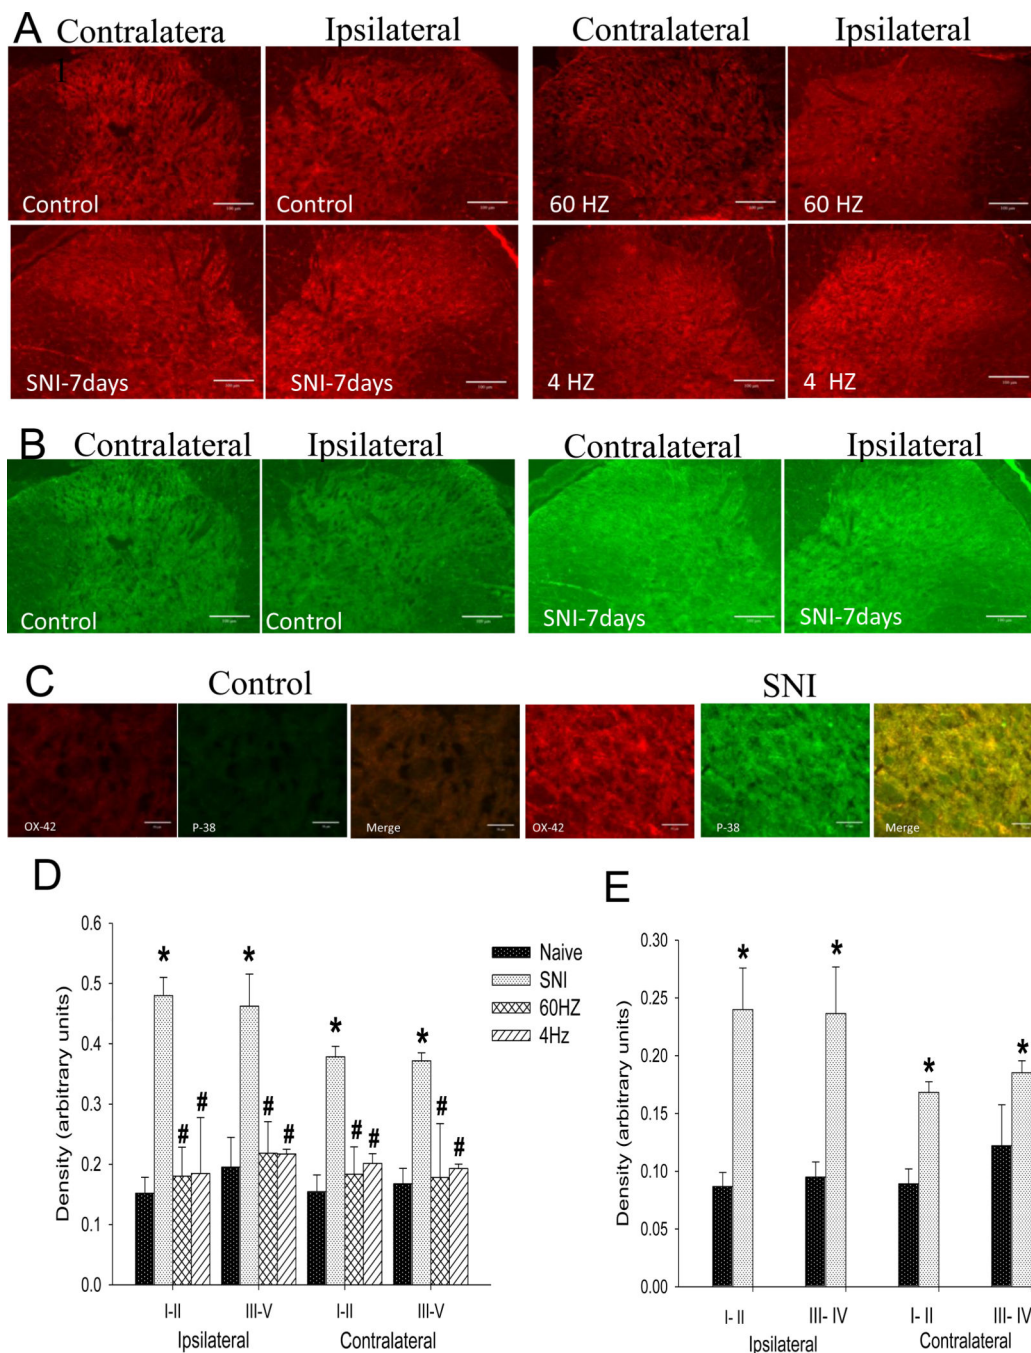 A
Contralatera
l
Ipsilateral
Contralateral
Ipsilateral
Control
Control
60 HZ
60 HZ
SNI-7days
SNI-7days
4 HZ
4 HZ
B
Contralateral
Ipsilateral
Contralateral
Ipsilateral
Control
Control
SNI-7days
SNI-7days
C
Control
SNI
OX-42
P-38
Merge
OX-42
P-38
Merge
D
Density (arbitrary units)
0.6
0.5
0.4
0.3
0.2
0.1
0.0
*
*
*
*
#
#
#
#
#
#
#
#
Naive
SNI
60HZ
4Hz
I-II
III-V
I-II
III-V
Ipsilateral
Contralateral
E
Density (arbitrary units)
0.30
0.25
0.20
0.15
0.10
0.05
0.00
*
*
*
*
I- II
III- IV
I- II
III- IV
Ipsilateral
Contralateral